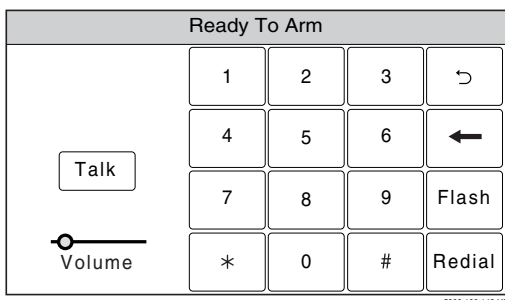 Ready To Arm
1 2 3
4 5 6
Talk
7 8 9 Flash
Volume
* 0 # Redial